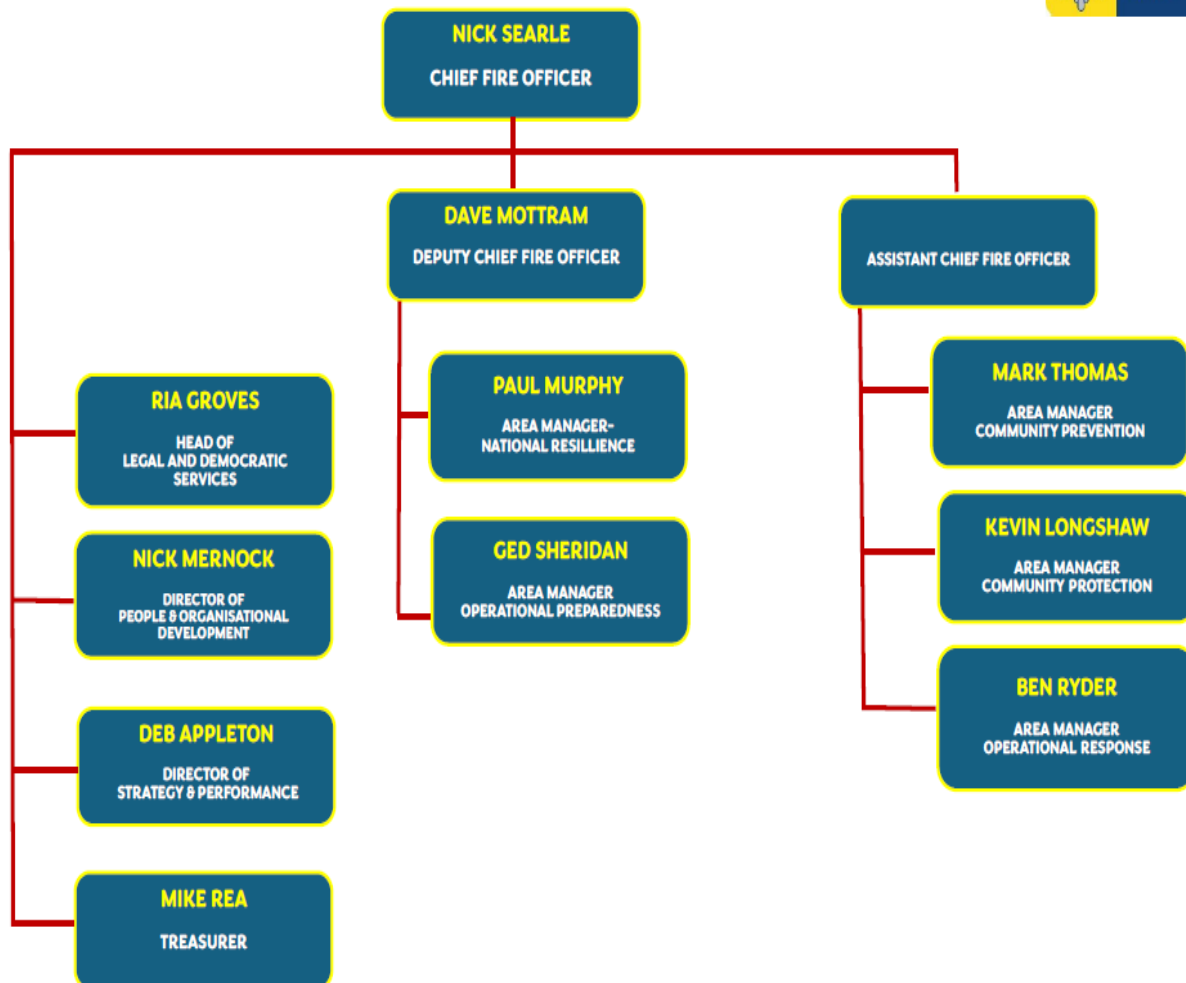 NICK SEARLE
CHIEF FIRE OFFICER
DAVE MOTTRAM
DEPUTY CHIEF FIRE OFFICER
ASSISTANT CHIEF FIRE OFFICER
RIA GROVES
HEAD OF
LEGAL AND DEMOCRATIC
SERVICES
NICK MERNOCK
DIRECTOR OF
PEOPLE & ORGANISATIONAL
DEVELOPMENT
DEB APPLETON
DIRECTOR OF
STRATEGY & PERFORMANCE
MIKE REA
TREASURER
PAUL MURPHY
AREA MANAGER-
NATIONAL RESILLIENCE
GED SHERIDAN
AREA MANAGER
OPERATIONAL PREPAREDNESS
MARK THOMAS
AREA MANAGER
COMMUNITY PREVENTION
KEVIN LONGSHAW
AREA MANAGER
COMMUNITY PROTECTION
BEN RYDER
AREA MANAGER
OPERATIONAL RESPONSE